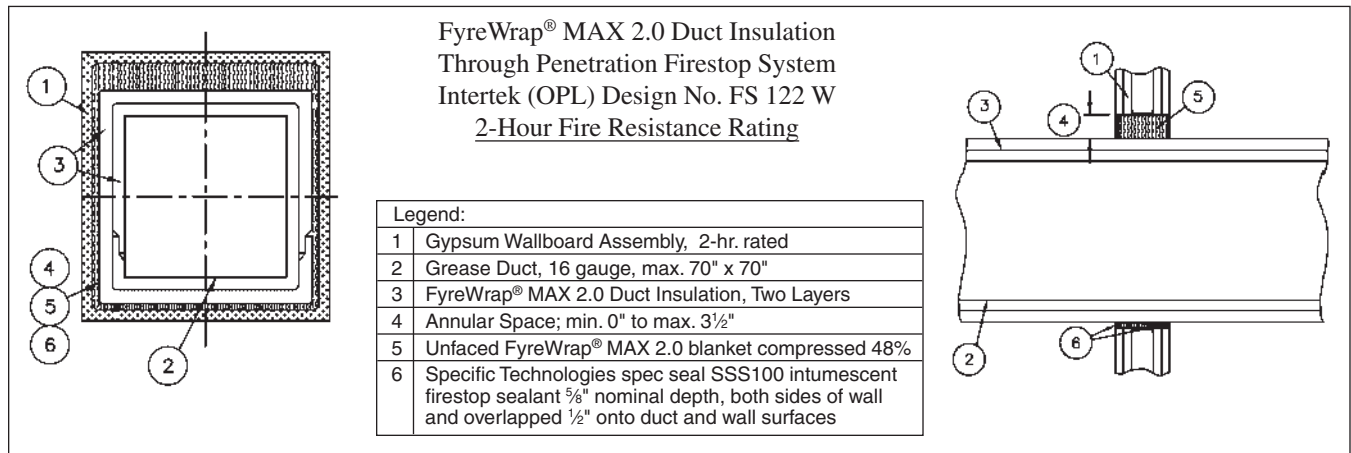 FyreWrap® MAX 2.0 Duct Insulation
Through Penetration Firestop System
Intertek (OPL) Design No. FS 122 W
2-Hour Fire Resistance Rating
1
3
4
5
6
2
Legend:
1 Gypsum Wallboard Assembly, 2-hr. rated
2 Grease Duct, 16 gauge, max. 70" x 70"
3 FyreWrap® MAX 2.0 Duct Insulation, Two Layers
4 Annular Space; min. 0" to max. 3½"
5 Unfaced FyreWrap® MAX 2.0 blanket compressed 48%
6 Specific Technologies spec seal SSS100 intumescent
firestop sealant ⅝" nominal depth, both sides of wall
and overlapped ½" onto duct and wall surfaces
1
3
4
5
2
6